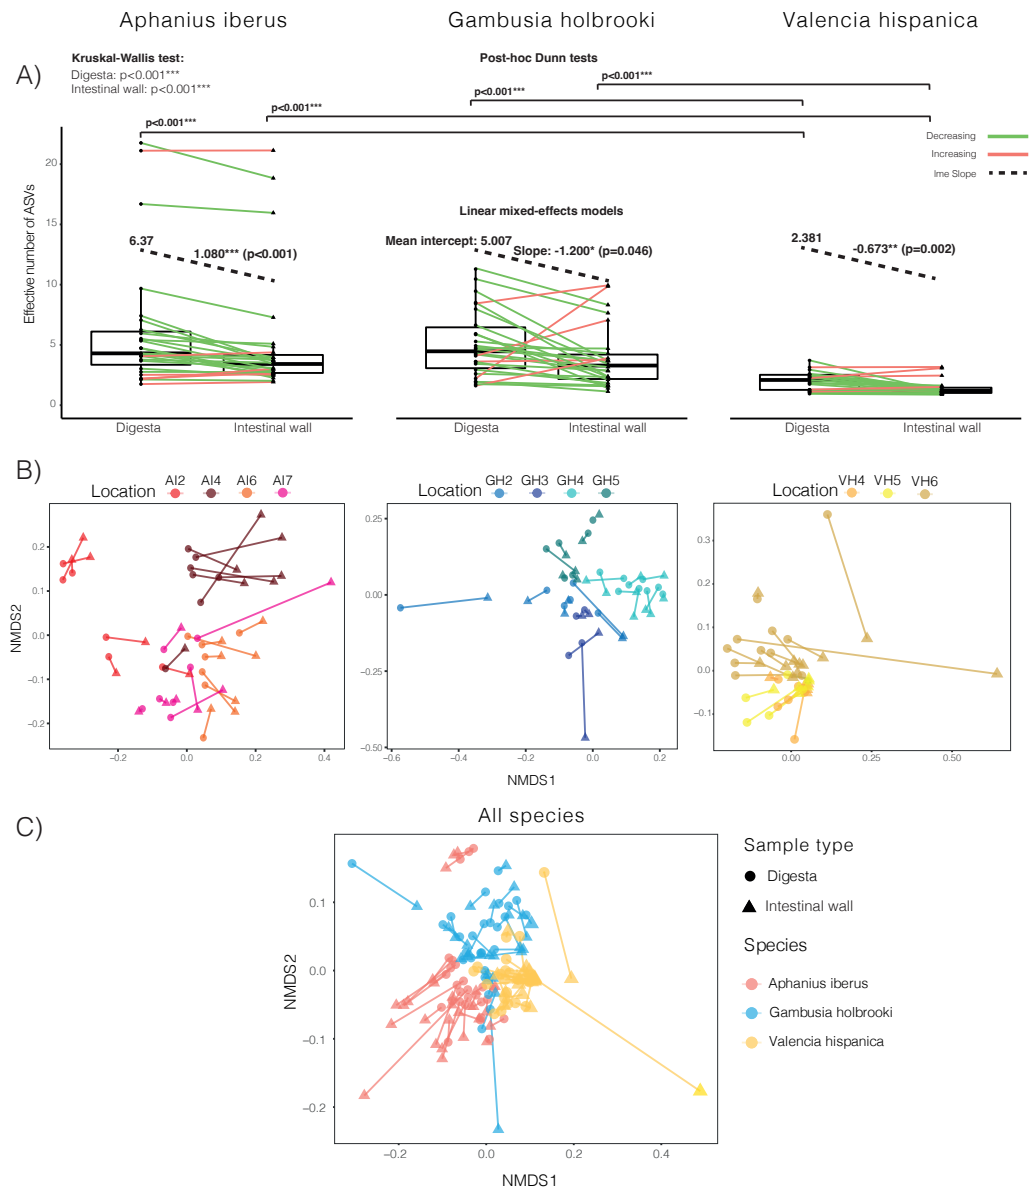 Aphanius iberus
Gambusia holbrooki
Valencia hispanica
A)
Kruskal-Wallis test:
Digesta: p<0.001***
Intestinal wall: p<0.001***
Post-hoc Dunn tests
p<0.001***
p<0.001***
p<0.001***
p<0.001***
Decreasing
Increasing
lme Slope
Effective number of ASVs
20
15
10
5
0
6.37
1.080*** (p<0.001)
Linear mixed-effects models
Mean intercept: 5.007
Slope: -1.200* (p=0.046)
2.381
-0.673** (p=0.002)
Digesta
Intestinal wall
Digesta
Intestinal wall
Digesta
Intestinal wall
B)
Location AI2 AI4 AI6 AI7
Location GH2 GH3 GH4 GH5
Location VH4 VH5 VH6
NMDS2
0.2
0.1
0.0
−0.1
−0.2
−0.2
0.0
0.2
0.4
0.25
0.00
−0.25
−0.50
−0.6
−0.4
−0.2
0.0
0.2
0.3
0.2
0.1
0.0
−0.1
0.00
0.25
0.50
NMDS1
C)
All species
NMDS2
0.1
0.0
−0.1
−0.2
−0.2
0.0
0.2
0.4
NMDS1
Sample type
Digesta
Intestinal wall
Species
Aphanius iberus
Gambusia holbrooki
Valencia hispanica